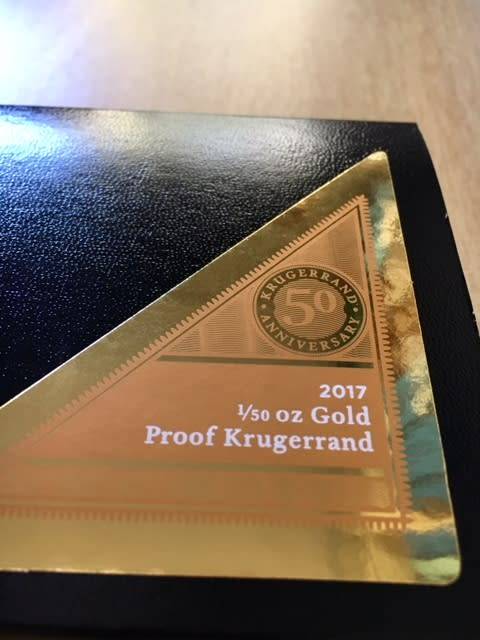 KRUGERRAND
50
ANNIVERSARY
2017
1/50 oz Gold
Proof Krugerrand